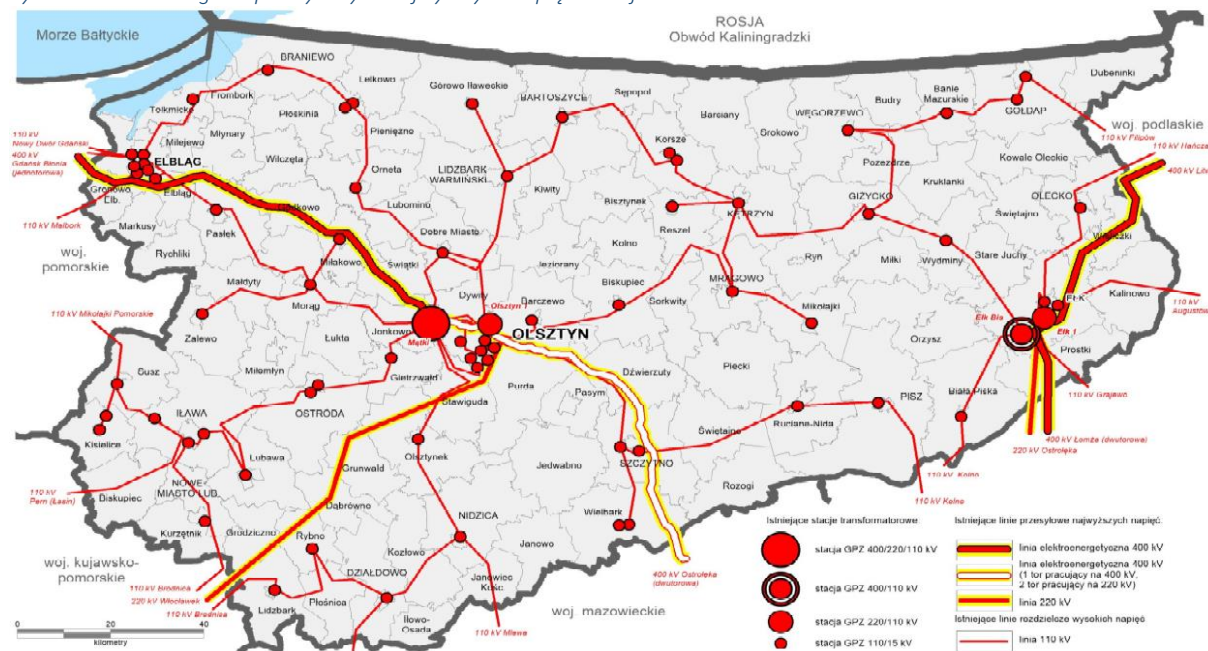 Morze Bałtyckie
ROSJA
Obwód Kaliningradzki
BRANIEWO
Lelkowo
Górowo Iławeckie
BARTOSZYCE
Sępopol
Barciany
Srokowo
WĘGORZEWO
Budry
Banie
Mazurskie
GOŁDAP
Dubeninki
Frombork
Tolkmicko
Płoskinia
Młynary
Milejewo
Pieniężno
Korsze
woj. podlaskie
110 kV Filipów
110 kV
Nowy Dwór Gdański
400 kV
Gdańsk Błonia
(jednotorowa)
ELBLĄG
Wilczęta
Orneta
LIDZBARK
WARMIŃSKI
Kiwity
Pozezdrze
Kowale Oleckie
400 kV
Gronowo
Elb.
Elbląg
Lubomino
Bisztynek
Reszel
KĘTRZYN
GIŻYCKO
Kruklanki
OLECKO
110 kV Malbork
Markusy
Pasłęk
Dobre Miasto
Kolno
Świętajno
woj.
pomorskie
Rychliki
Miłakowo
Świątki
Jeziorany
Ryn
Miłki
Wydminy
Stare Juchy
Małdyty
Morąg
Dywity
Olsztyn I
Barczewo
Biskupiec
Sorkwity
MRĄGOWO
Mikołajki
EŁK
Kalinowo
110 kV
Augustów
110 kV Mikołajki Pomorskie
Zalewo
Łukta
Jonkowo
Mątki
OLSZTYN
Ełk Bis
Ełk 1
Orzysz
Prostki
Susz
Miłomłyn
Gietrzwałd
Purda
Dźwierzuty
Piecki
OSTRÓDA
Stawiguda
Pasym
Biała Piska
110 kV Grajewo
Kisielice
IŁAWA
PISZ
Ruciane-Nida
Świętajno
Olsztynek
SZCZYTNO
400 kV Łomża (dwutorowa)
220 kV Ostrołęka
Lubawa
Grunwald
Jedwabno
110 kV Kolno
110 kV
NOWE
MIASTO LUB.
Biskupiec
Dąbrówno
NIDZICA
Rozogi
110 kV Kolno
Wielbark
Kurzętnik
Grodziczno
Rybno
Kozłowo
Janowo
woj. kujawsko-
pomorskie
DZIAŁDOWO
Janowiec
Kośc.
400 kV Ostrołęka
(dwutorowa)
110 kV Brodnica
220 kV Włocławek
110 kV Brodnica
Lidzbark
Płośnica
Iłowo-
Osada
110 kV Mława
woj. mazowieckie
0 20 40
kilometry
Istniejące stacje transformatorowe
stacja GPZ 400/220/110 kV
stacja GPZ 400/110 kV
stacja GPZ 220/110 kV
stacja GPZ 110/15 kV
Istniejące linie przesyłowe najwyższych napięć
linia elektroenergetyczna 400 kV
linia elektroenergetyczna 400 kV
(1 tor pracujący na 400 kV,
2 tor pracujący na 220 kV)
linia 220 kV
Istniejące linie rozdzielcze wysokich napięć
linia 110 kV